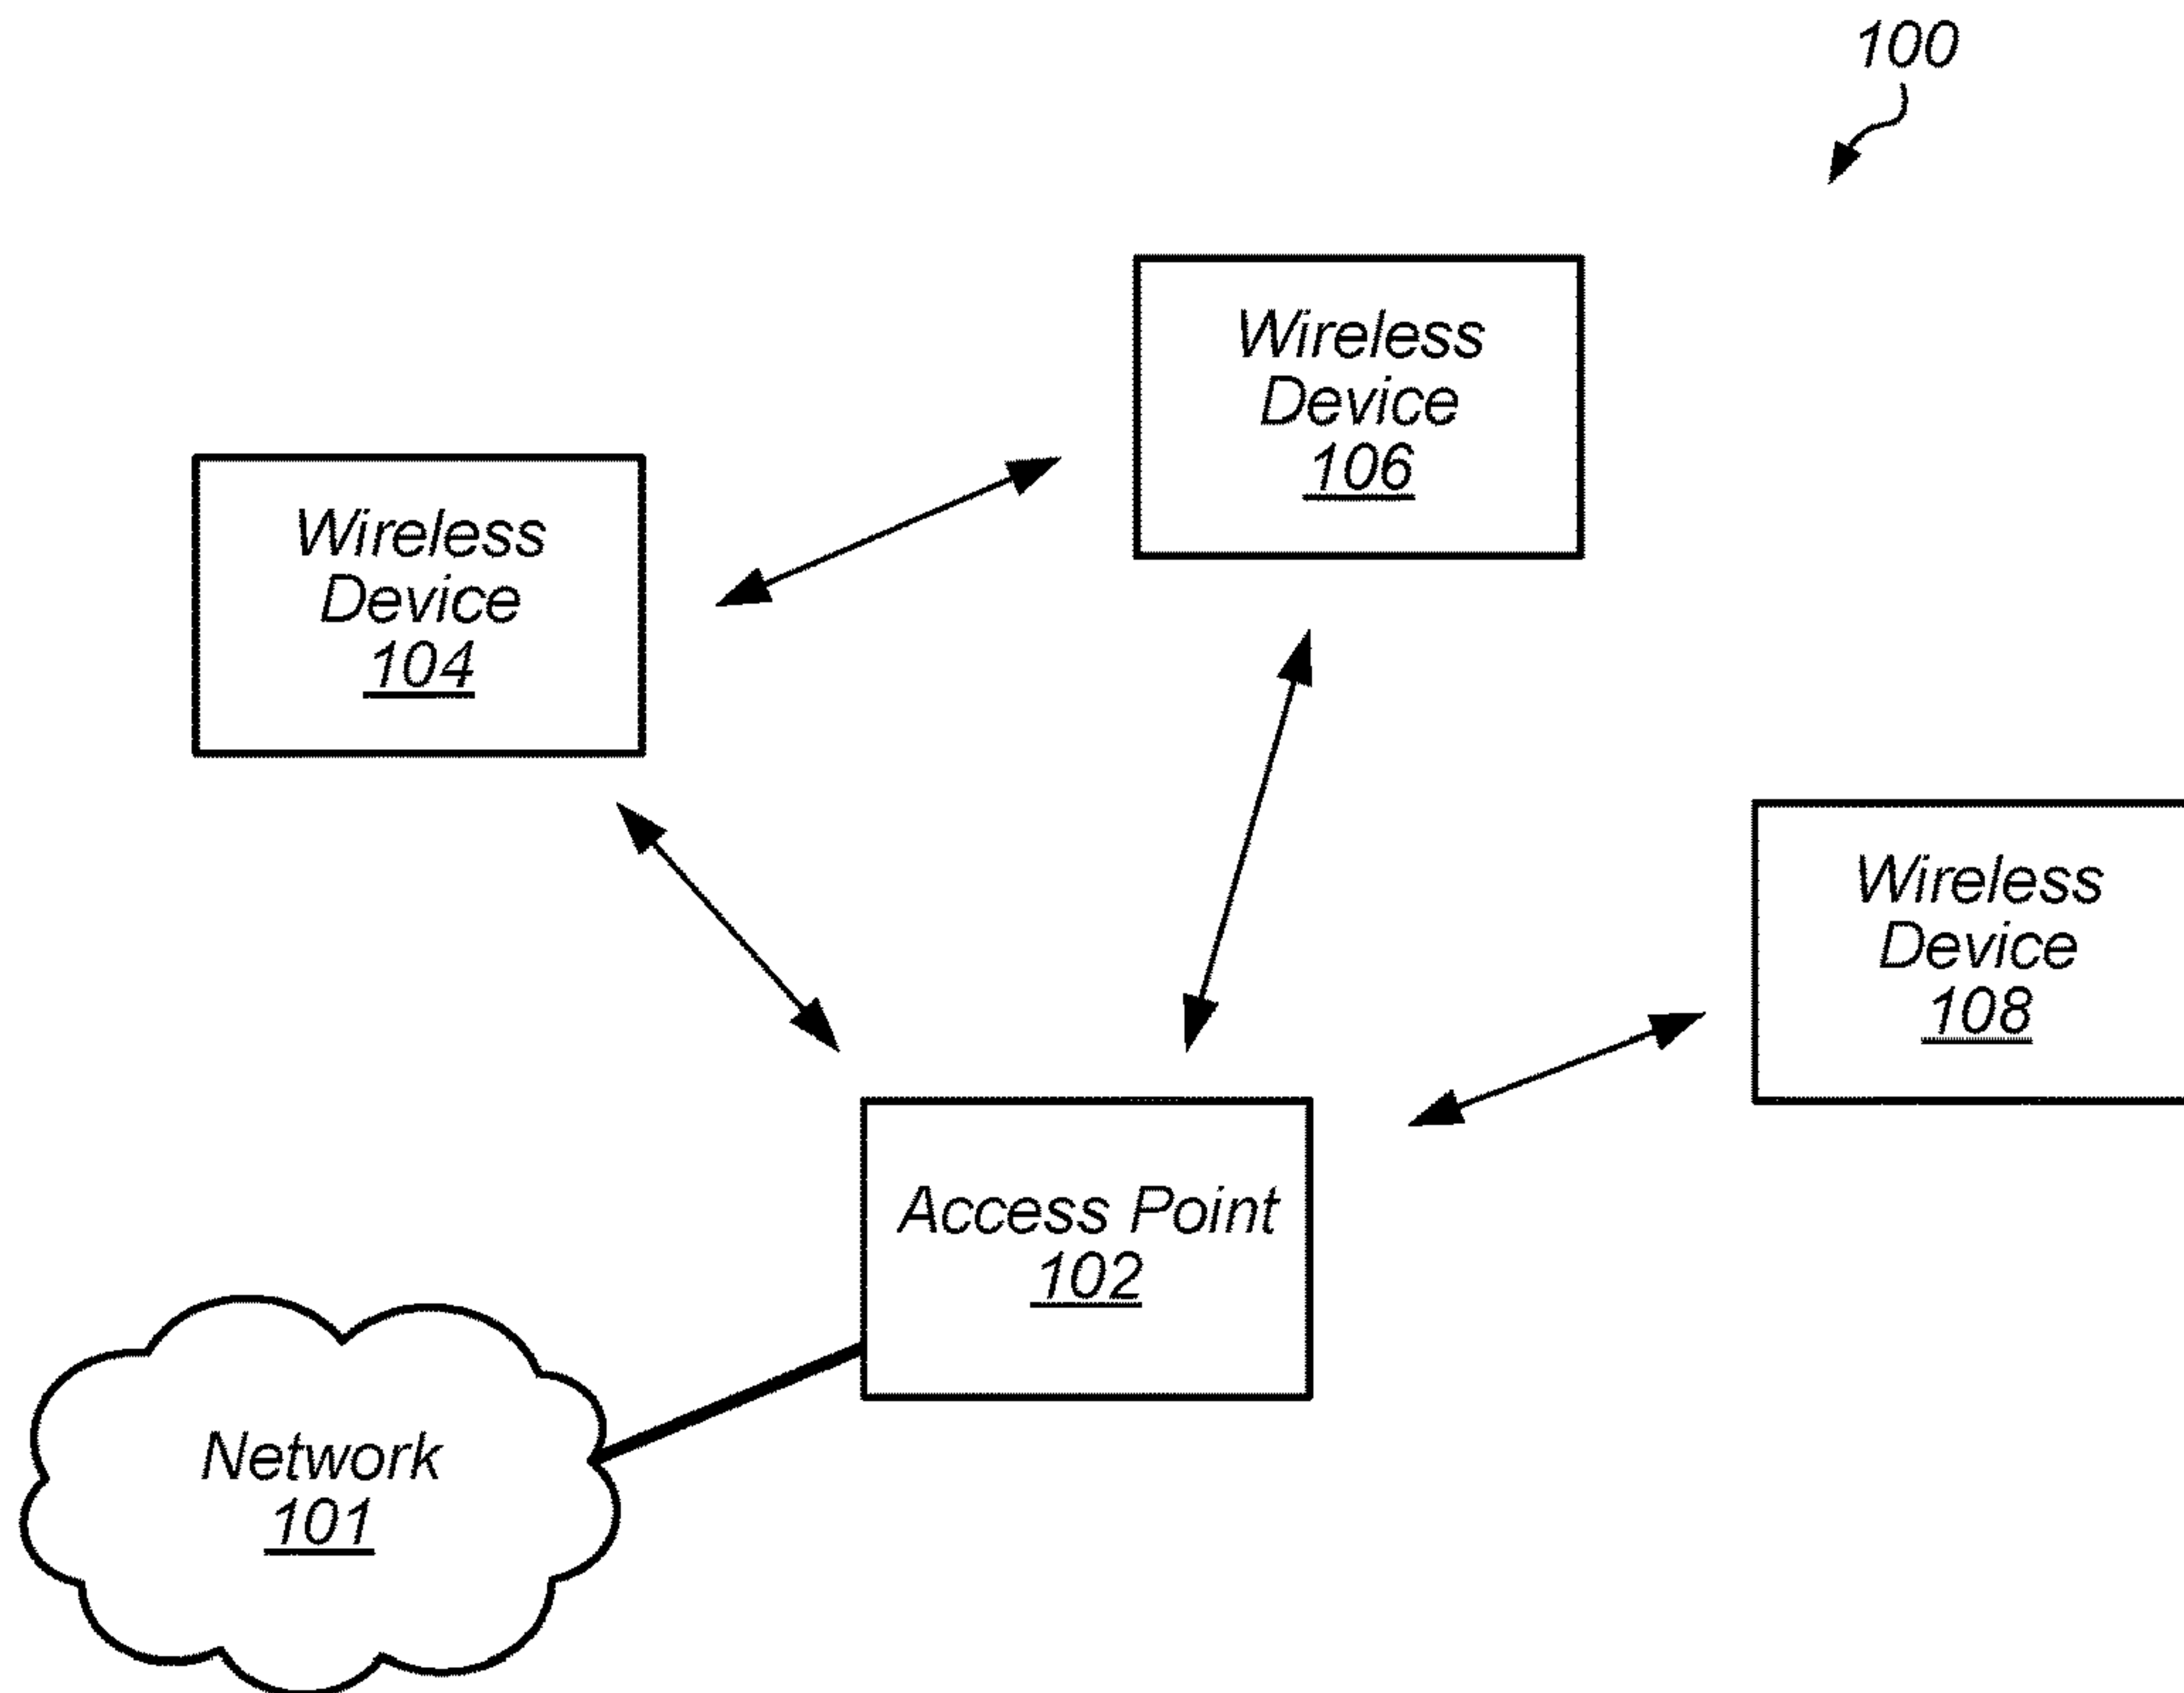 100
Wireless
Device
106
Wireless
Device
104
Wireless
Device
108
Access Point
102
Network
101